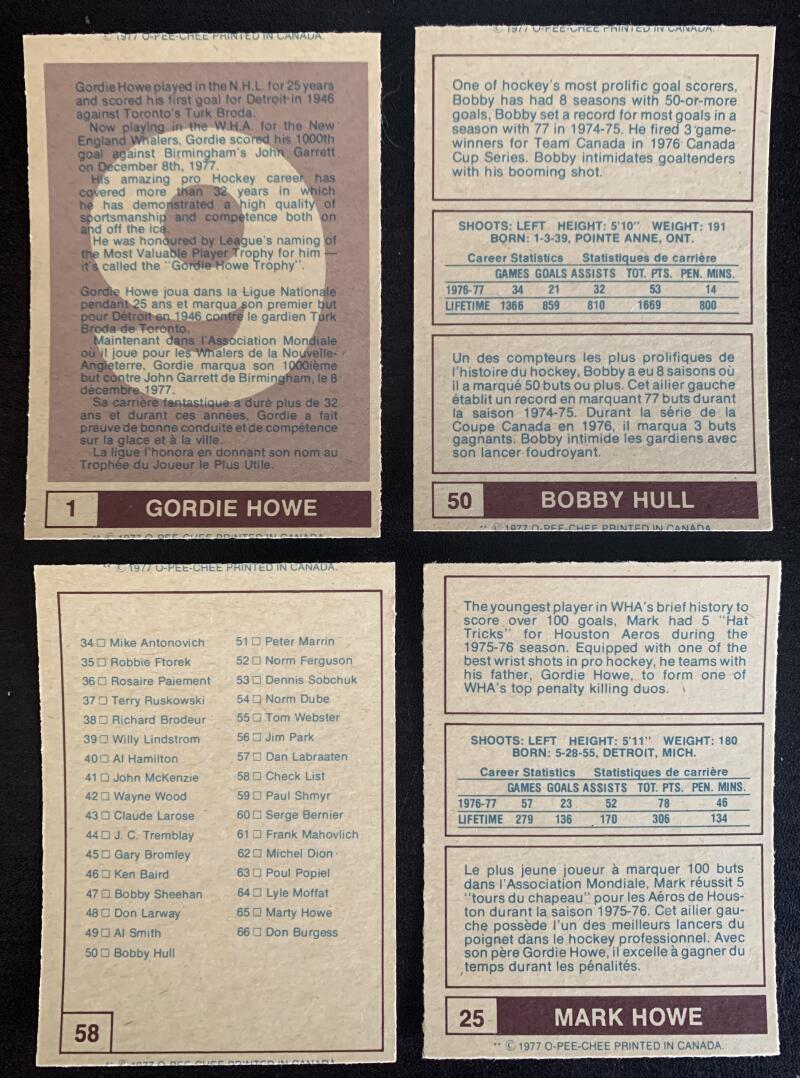 © 1977 O-PEE-CHEE PRINTED IN CANADA.
Gordie Howe played in the N.H.L. for 25 years
and scored his first goal for Detroit in 1946
against Toronto's Turk Broda.
Now playing in the W.H.A. for the New
England Whalers, Gordie scored his 1000th
goal against Birmingham's John Garrett
on December 8th, 1977.
His amazing pro Hockey career has
covered more than 32 years in which
he has demonstrated a high quality of
sportsmanship and competence both on
and off the ice.
He was honoured by League's naming of
the Most Valuable Player Trophy for him —
it's called the "Gordie Howe Trophy".
Gordie Howe joua dans la Ligue Nationale
pendant 25 ans et marqua son premier but
pour Détroit en 1946 contre le gardien Turk
Broda de Toronto.
Maintenant dans l'Association Mondiale
où il joue pour les Whalers de la Nouvelle-
Angleterre, Gordie marqua son 1000ième
but contre John Garrett de Birmingham, le 8
décembre 1977.
Sa carrière fantastique a duré plus de 32
ans et durant ces années, Gordie a fait
preuve de bonne conduite et de compétence
sur la glace et à la ville.
La ligue l'honora en donnant son nom au
Trophée du Joueur le Plus Utile.
9
1 GORDIE HOWE
** © 1977 O-PEE-CHEE PRINTED IN CANADA.
© 1977 O-PEE-CHEE PRINTED IN CANADA.
One of hockey's most prolific goal scorers,
Bobby has had 8 seasons with 50-or-more
goals, Bobby set a record for most goals in a
season with 77 in 1974-75. He fired 3 game-
winners for Team Canada in 1976 Canada
Cup Series. Bobby intimidates goaltenders
with his booming shot.
SHOOTS: LEFT HEIGHT: 5'10" WEIGHT: 191
BORN: 1-3-39, POINTE ANNE, ONT.
Career Statistics Statistiques de carrière
GAMES GOALS ASSISTS TOT. PTS. PEN. MINS.
1976-77 34 21 32 53 14
LIFETIME 1366 859 810 1669 800
Un des compteurs les plus prolifiques de
l'histoire du hockey, Bobby a eu 8 saisons où
il a marqué 50 buts ou plus. Cet ailier gauche
établit un record en marquant 77 buts durant
la saison 1974-75. Durant la série de la
Coupe Canada en 1976, il marqua 3 buts
gagnants. Bobby intimide les gardiens avec
son lancer foudroyant.
50 BOBBY HULL
** © 1977 O-PEE-CHEE PRINTED IN CANADA.
© 1977 O-PEE-CHEE PRINTED IN CANADA.
34 □ Mike Antonovich
35 □ Robbie Ftorek
36 □ Rosaire Paiement
37 □ Terry Ruskowski
38 □ Richard Brodeur
39 □ Willy Lindstrom
40 □ Al Hamilton
41 □ John McKenzie
42 □ Wayne Wood
43 □ Claude Larose
44 □ J. C. Tremblay
45 □ Gary Bromley
46 □ Ken Baird
47 □ Bobby Sheehan
48 □ Don Larway
49 □ Al Smith
50 □ Bobby Hull
51 □ Peter Marrin
52 □ Norm Ferguson
53 □ Dennis Sobchuk
54 □ Norm Dube
55 □ Tom Webster
56 □ Jim Park
57 □ Dan Labraaten
58 □ Check List
59 □ Paul Shmyr
60 □ Serge Bernier
61 □ Frank Mahovlich
62 □ Michel Dion
63 □ Poul Popiel
64 □ Lyle Moffat
65 □ Marty Howe
66 □ Don Burgess
58
** © 1977 O-PEE-CHEE PRINTED IN CANADA
The youngest player in WHA's brief history to
score over 100 goals, Mark had 5 "Hat
Tricks" for Houston Aeros during the
1975-76 season. Equipped with one of the
best wrist shots in pro hockey, he teams with
his father, Gordie Howe, to form one of
WHA's top penalty killing duos.
SHOOTS: LEFT HEIGHT: 5'11" WEIGHT: 180
BORN: 5-28-55, DETROIT, MICH.
Career Statistics Statistiques de carrière
GAMES GOALS ASSISTS TOT. PTS. PEN. MINS.
1976-77 57 23 52 78 46
LIFETIME 279 136 170 306 134
Le plus jeune joueur à marquer 100 buts
dans l'Association Mondiale, Mark réussit 5
"tours du chapeau" pour les Aéros de Hous-
ton durant la saison 1975-76. Cet ailier gau-
che possède l'un des meilleurs lancers du
poignet dans le hockey professionnel. Avec
son père Gordie Howe, il excelle à gagner du
temps durant les pénalités.
25 MARK HOWE
** © 1977 O-PEE-CHEE PRINTED IN CANADA.